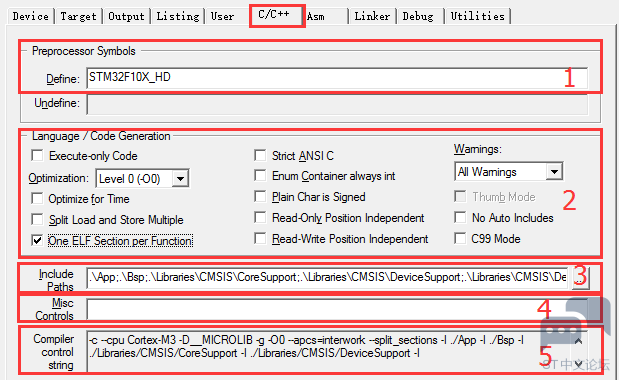 Device Target Output Listing User C/C++ Asm Linker Debug Utilities
Preprocessor Symbols
Define: STM32F10X_HD 1
Undefine:
Language / Code Generation
Execute-only Code Strict ANSI C Warnings:
Optimization: Level 0 (-O0) Enum Container always int All Warnings
Optimize for Time Plain Char is Signed Thumb Mode 2
Split Load and Store Multiple Read-Only Position Independent No Auto Includes
One ELF Section per Function Read-Write Position Independent C99 Mode
Include Paths .\App;.\Bsp;.\Libraries\CMSIS\CoreSupport;.\Libraries\CMSIS\DeviceSupport;.\Libraries\CMSIS\De ... 3
Misc Controls 4
Compiler control string -c --cpu Cortex-M3 -D__MICROLIB -g -O0 --apcs=interwork --split_sections -I ./App -I ./Bsp -I
./Libraries/CMSIS/CoreSupport -I ./Libraries/CMSIS/DeviceSupport -I 5
中文论坛